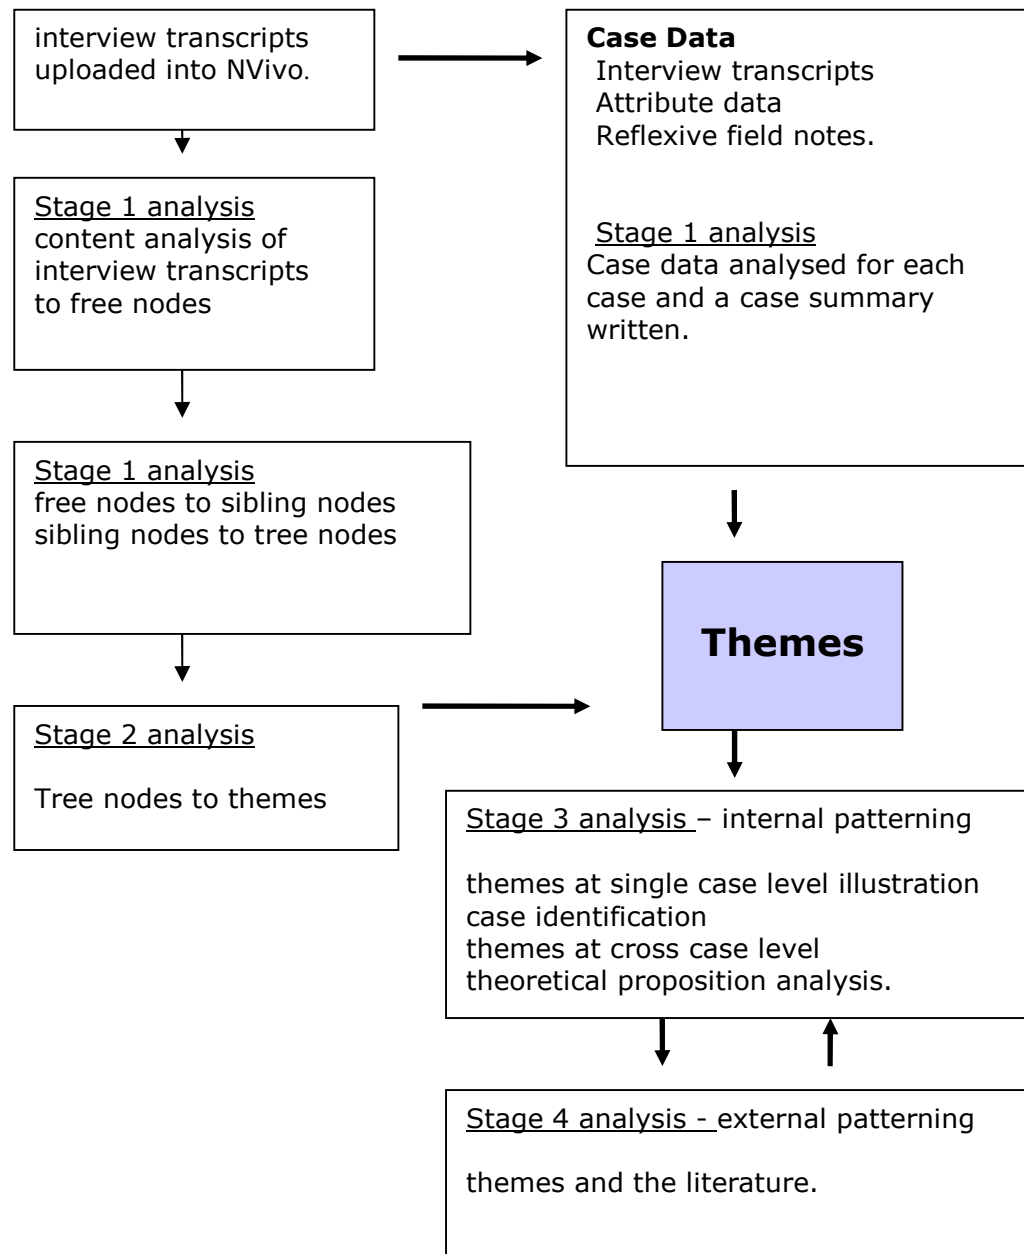 interview transcripts
uploaded into NVivo.
Case Data
Interview transcripts
Attribute data
Reflexive field notes.
Stage 1 analysis
Case data analysed for each
case and a case summary
written.
Stage 1 analysis
content analysis of
interview transcripts
to free nodes
Stage 1 analysis
free nodes to sibling nodes
sibling nodes to tree nodes
Stage 2 analysis
Tree nodes to themes
Themes
Stage 3 analysis – internal patterning
themes at single case level illustration
case identification
themes at cross case level
theoretical proposition analysis.
Stage 4 analysis - external patterning
themes and the literature.